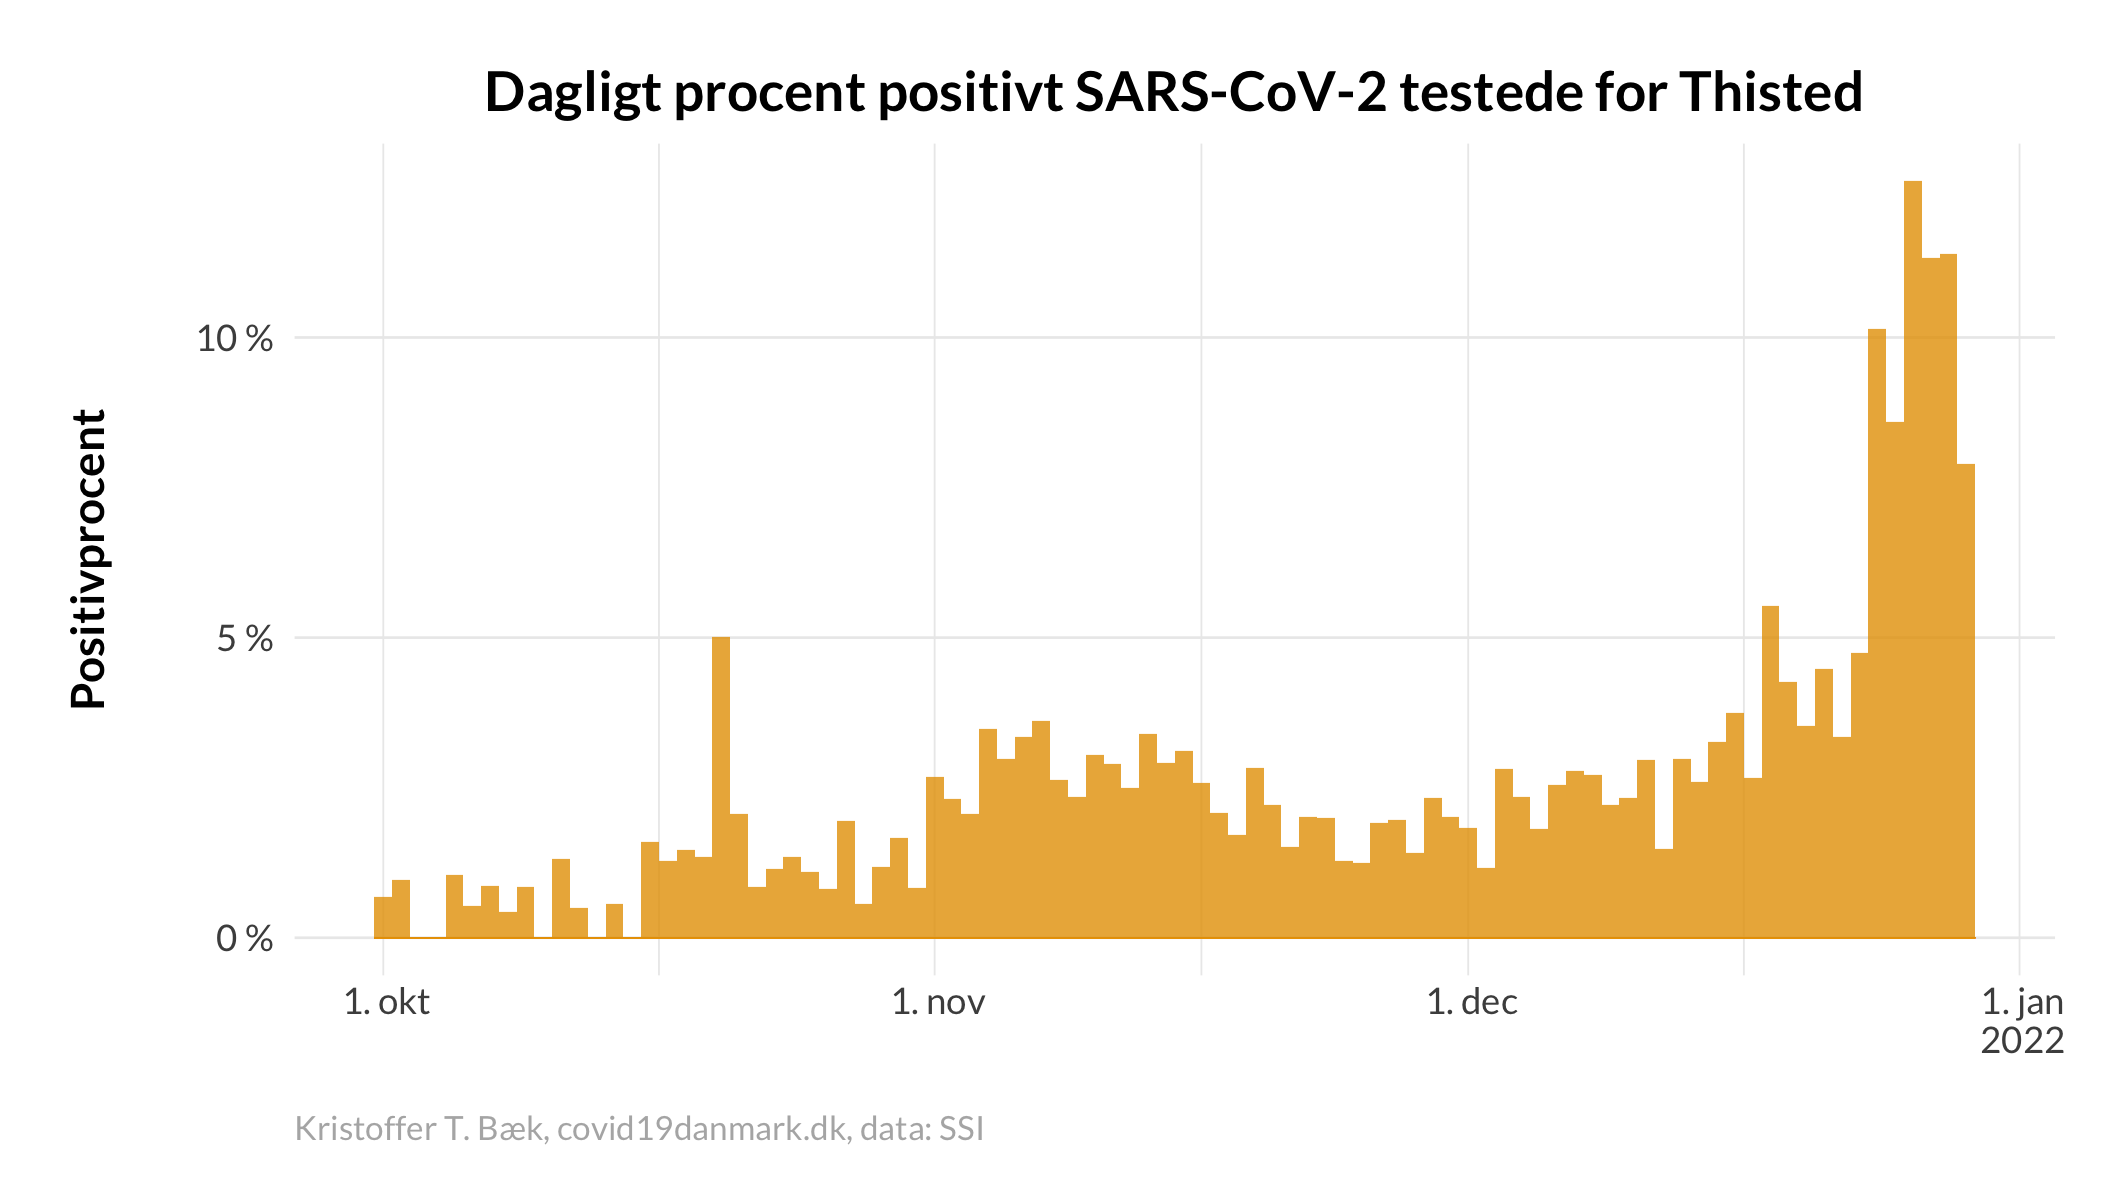 Dagligt procent positivt SARS-CoV-2 testede for Thisted
Positivprocent
10 %
5 %
0 %
1. okt
1. nov
1. dec
1. jan
2022
Kristoffer T. Bæk, covid19danmark.dk, data: SSI